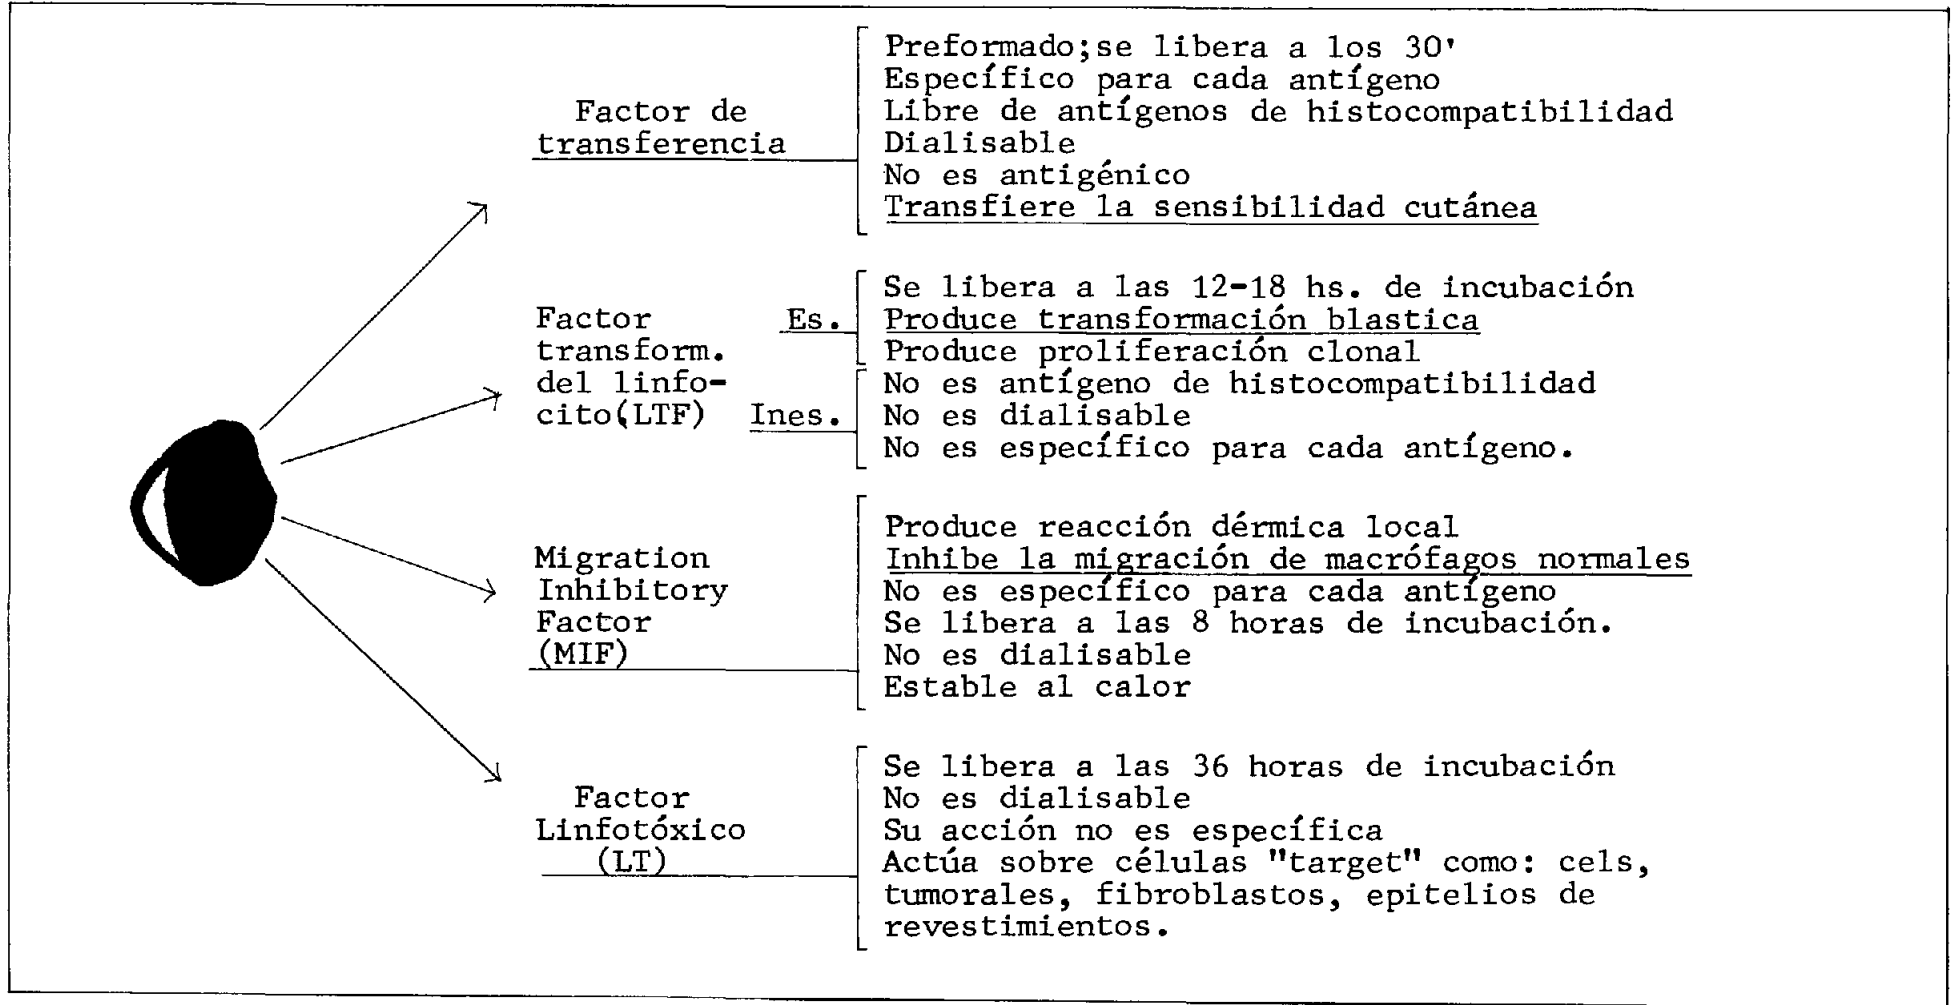 Factor de
transferencia
Preformado;se libera a los 30'
Específico para cada antígeno
Libre de antígenos de histocompatibilidad
Dialisable
No es antigénico
Transfiere la sensibilidad cutánea
Factor
transform.
del linfo-
cito(LTF)
Es.
Se libera a las 12-18 hs. de incubación
Produce transformación blastica
Produce proliferación clonal
Ines.
No es antígeno de histocompatibilidad
No es dialisable
No es específico para cada antígeno.
Migration
Inhibitory
Factor
(MIF)
Produce reacción dérmica local
Inhibe la migración de macrófagos normales
No es específico para cada antígeno
Se libera a las 8 horas de incubación.
No es dialisable
Estable al calor
Factor
Linfotóxico
(LT)
Se libera a las 36 horas de incubación
No es dialisable
Su acción no es específica
Actúa sobre células "target" como: cels,
tumorales, fibroblastos, epitelios de
revestimientos.